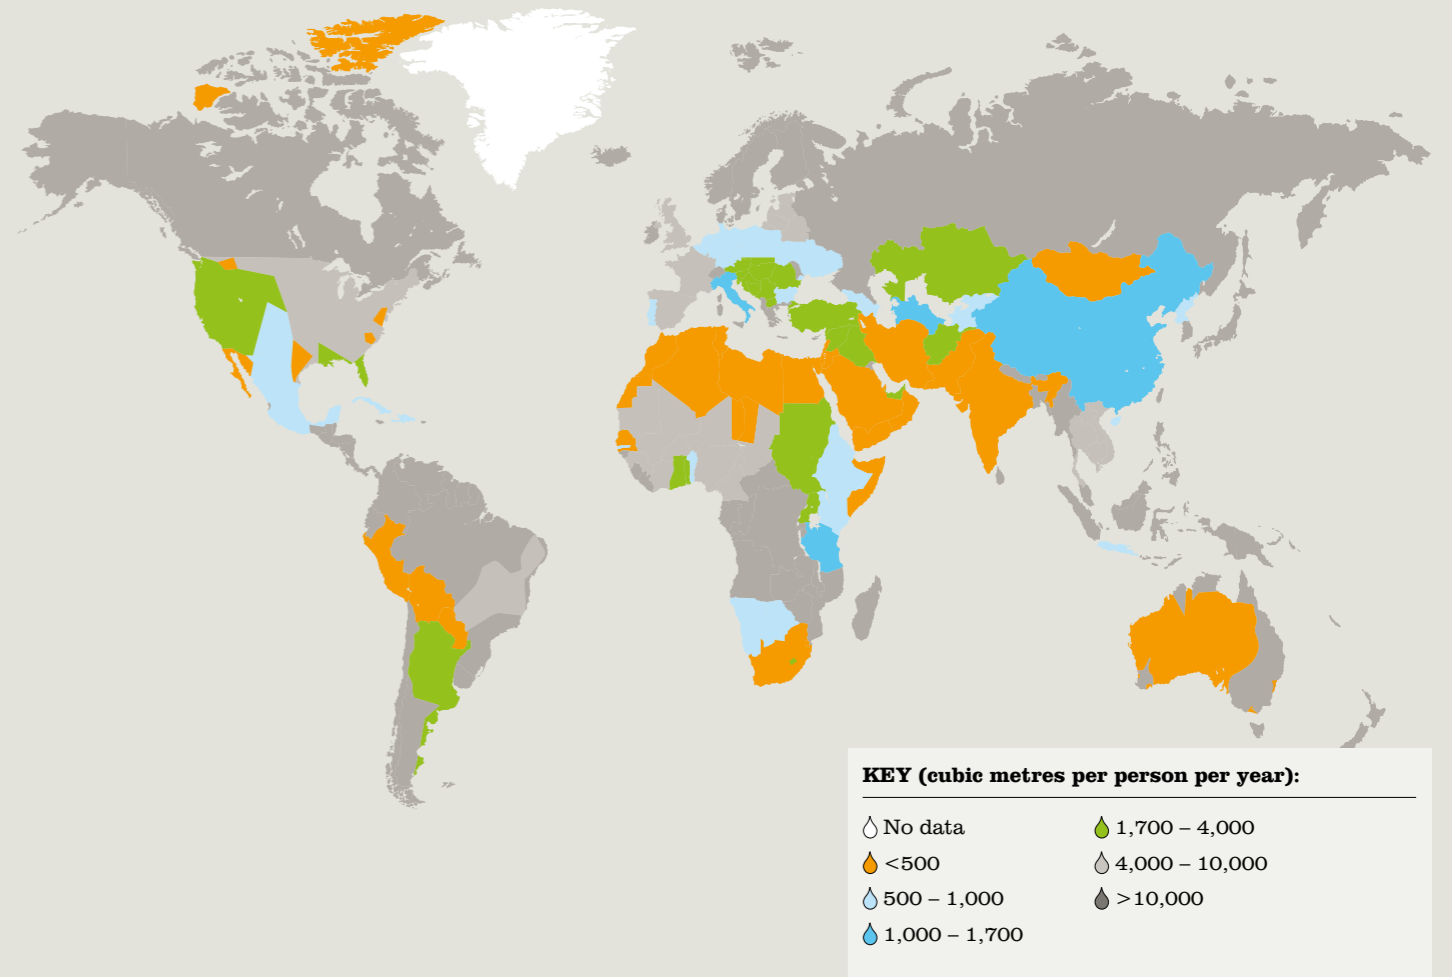 KEY (cubic metres per person per year):
No data
<500
500 – 1,000
1,000 – 1,700
1,700 – 4,000
4,000 – 10,000
>10,000